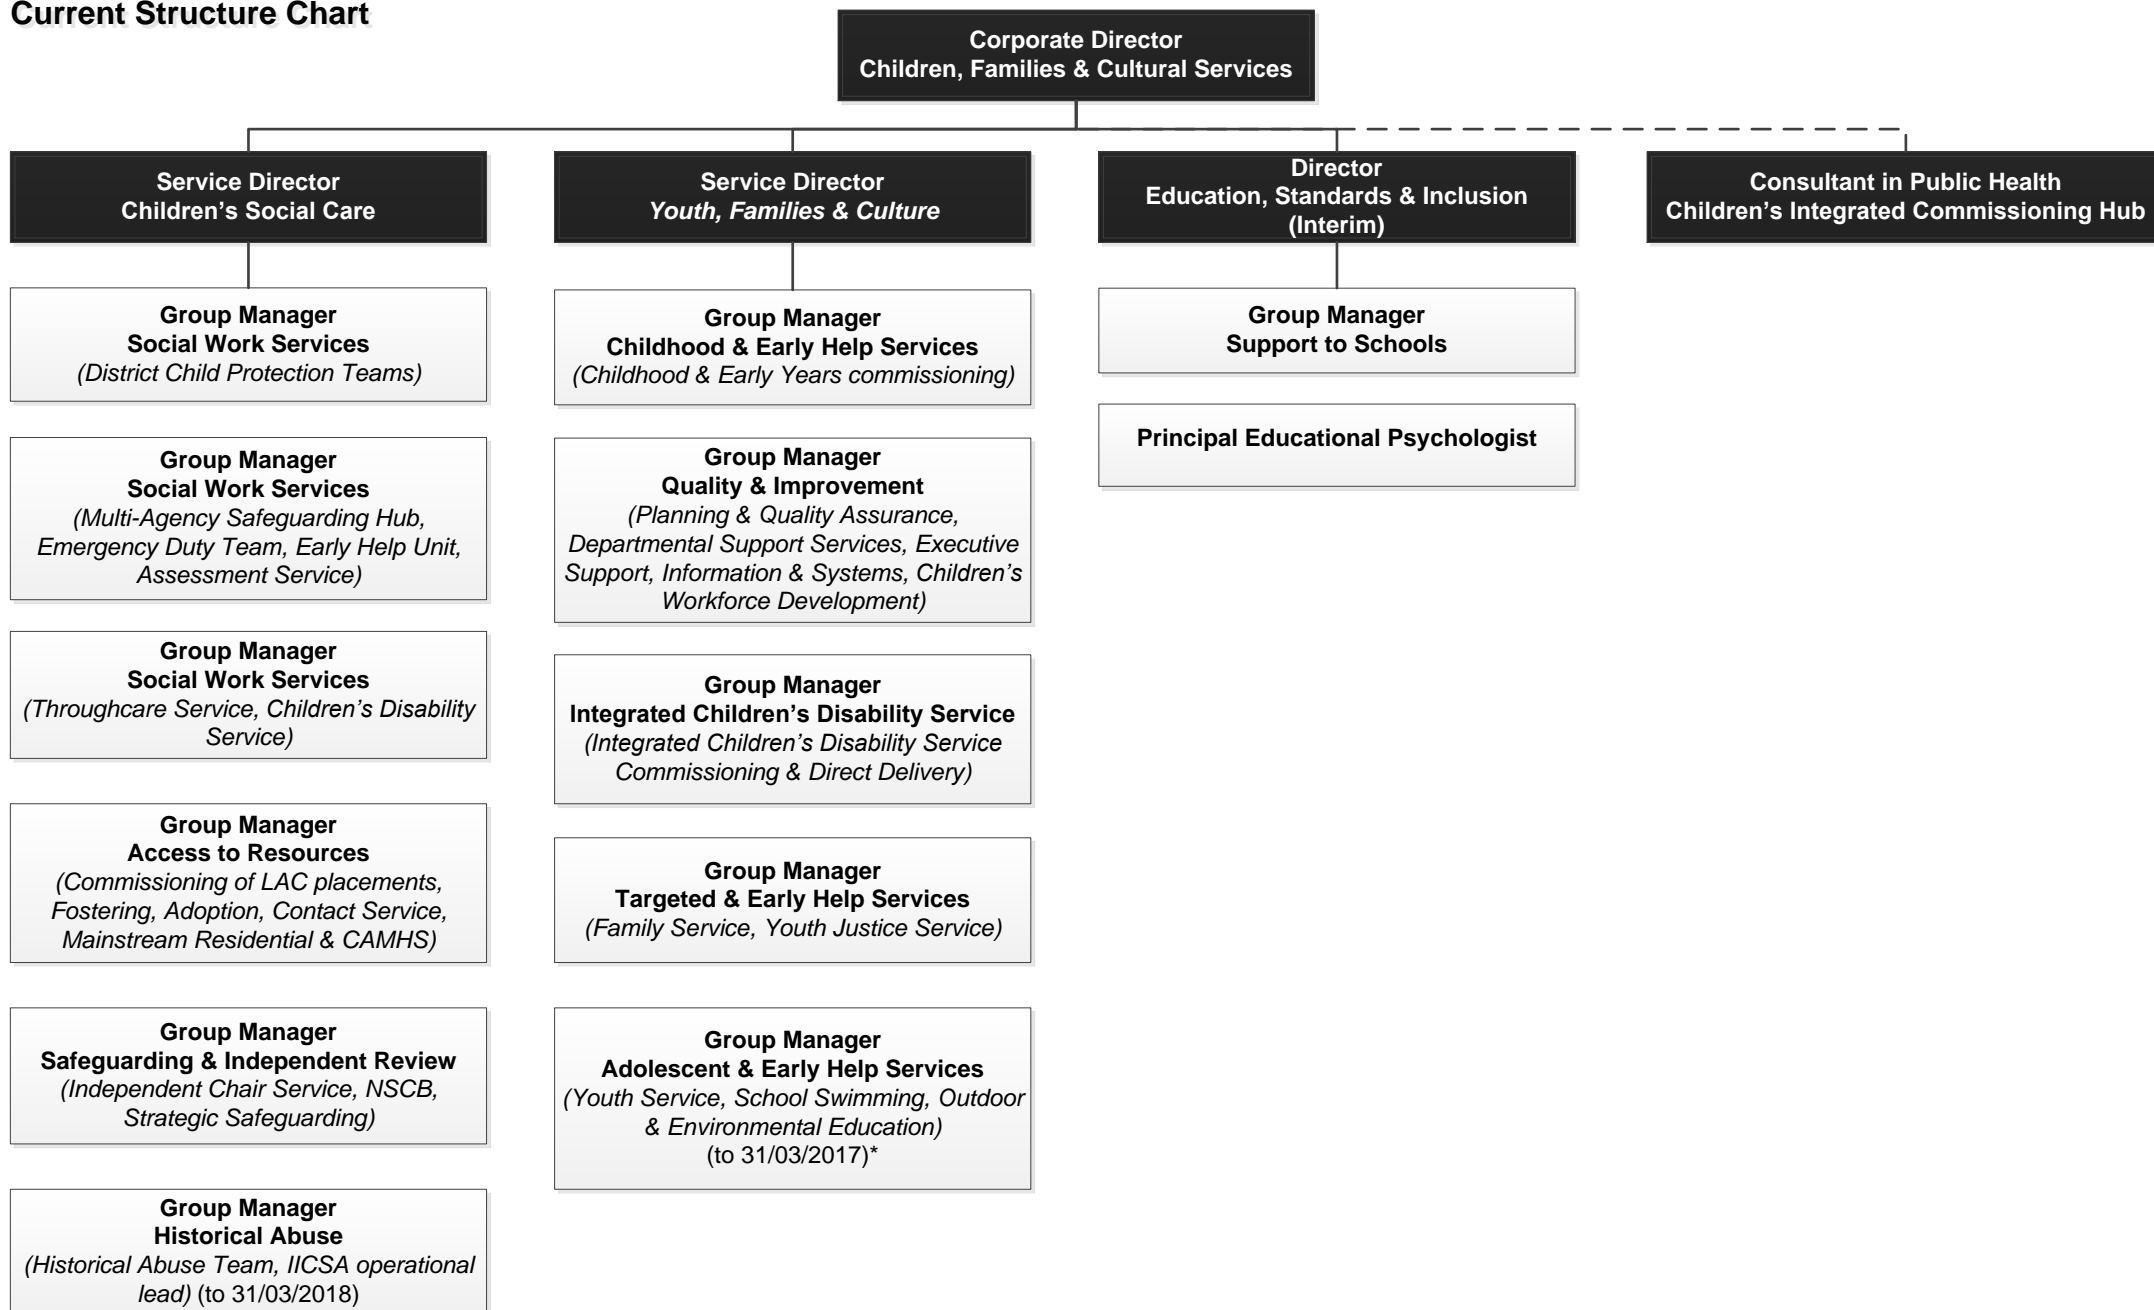 Current Structure Chart
Corporate Director
Children, Families & Cultural Services
Service Director
Children’s Social Care
Service Director
Youth, Families & Culture
Director
Education, Standards & Inclusion
(Interim)
Consultant in Public Health
Children’s Integrated Commissioning Hub
Group Manager
Social Work Services
(District Child Protection Teams)
Group Manager
Social Work Services
(Multi-Agency Safeguarding Hub,
Emergency Duty Team, Early Help Unit,
Assessment Service)
Group Manager
Social Work Services
(Throughcare Service, Children’s Disability
Service)
Group Manager
Access to Resources
(Commissioning of LAC placements,
Fostering, Adoption, Contact Service,
Mainstream Residential & CAMHS)
Group Manager
Safeguarding & Independent Review
(Independent Chair Service, NSCB,
Strategic Safeguarding)
Group Manager
Historical Abuse
(Historical Abuse Team, IICSA operational
lead) (to 31/03/2018)
Group Manager
Childhood & Early Help Services
(Childhood & Early Years commissioning)
Group Manager
Quality & Improvement
(Planning & Quality Assurance,
Departmental Support Services, Executive
Support, Information & Systems, Children’s
Workforce Development)
Group Manager
Integrated Children’s Disability Service
(Integrated Children’s Disability Service
Commissioning & Direct Delivery)
Group Manager
Targeted & Early Help Services
(Family Service, Youth Justice Service)
Group Manager
Adolescent & Early Help Services
(Youth Service, School Swimming, Outdoor
& Environmental Education)
(to 31/03/2017)*
Group Manager
Support to Schools
Principal Educational Psychologist